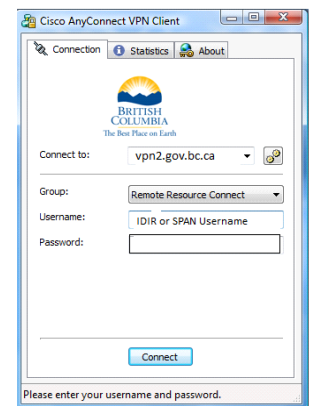 Cisco AnyConnect VPN Client
Connection Statistics About
BRITISH
COLUMBIA
The Best Place on Earth
Connect to: vpn2.gov.bc.ca
Group: Remote Resource Connect
Username: IDIR or SPAN Username
Password:
Connect
Please enter your username and password.